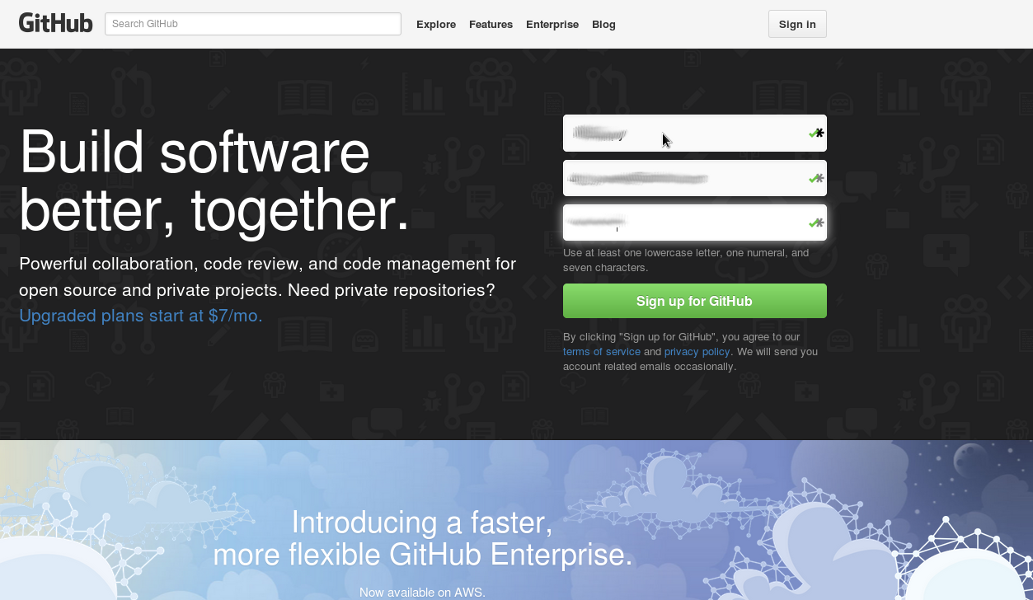 GitHub Search GitHub Explore Features Enterprise Blog Sign in
Build software
better, together.
Powerful collaboration, code review, and code management for
open source and private projects. Need private repositories?
Upgraded plans start at $7/mo.
Use at least one lowercase letter, one numeral, and
seven characters.
Sign up for GitHub
By clicking "Sign up for GitHub", you agree to our
terms of service and privacy policy. We will send you
account related emails occasionally.
Introducing a faster,
more flexible GitHub Enterprise.
Now available on AWS.